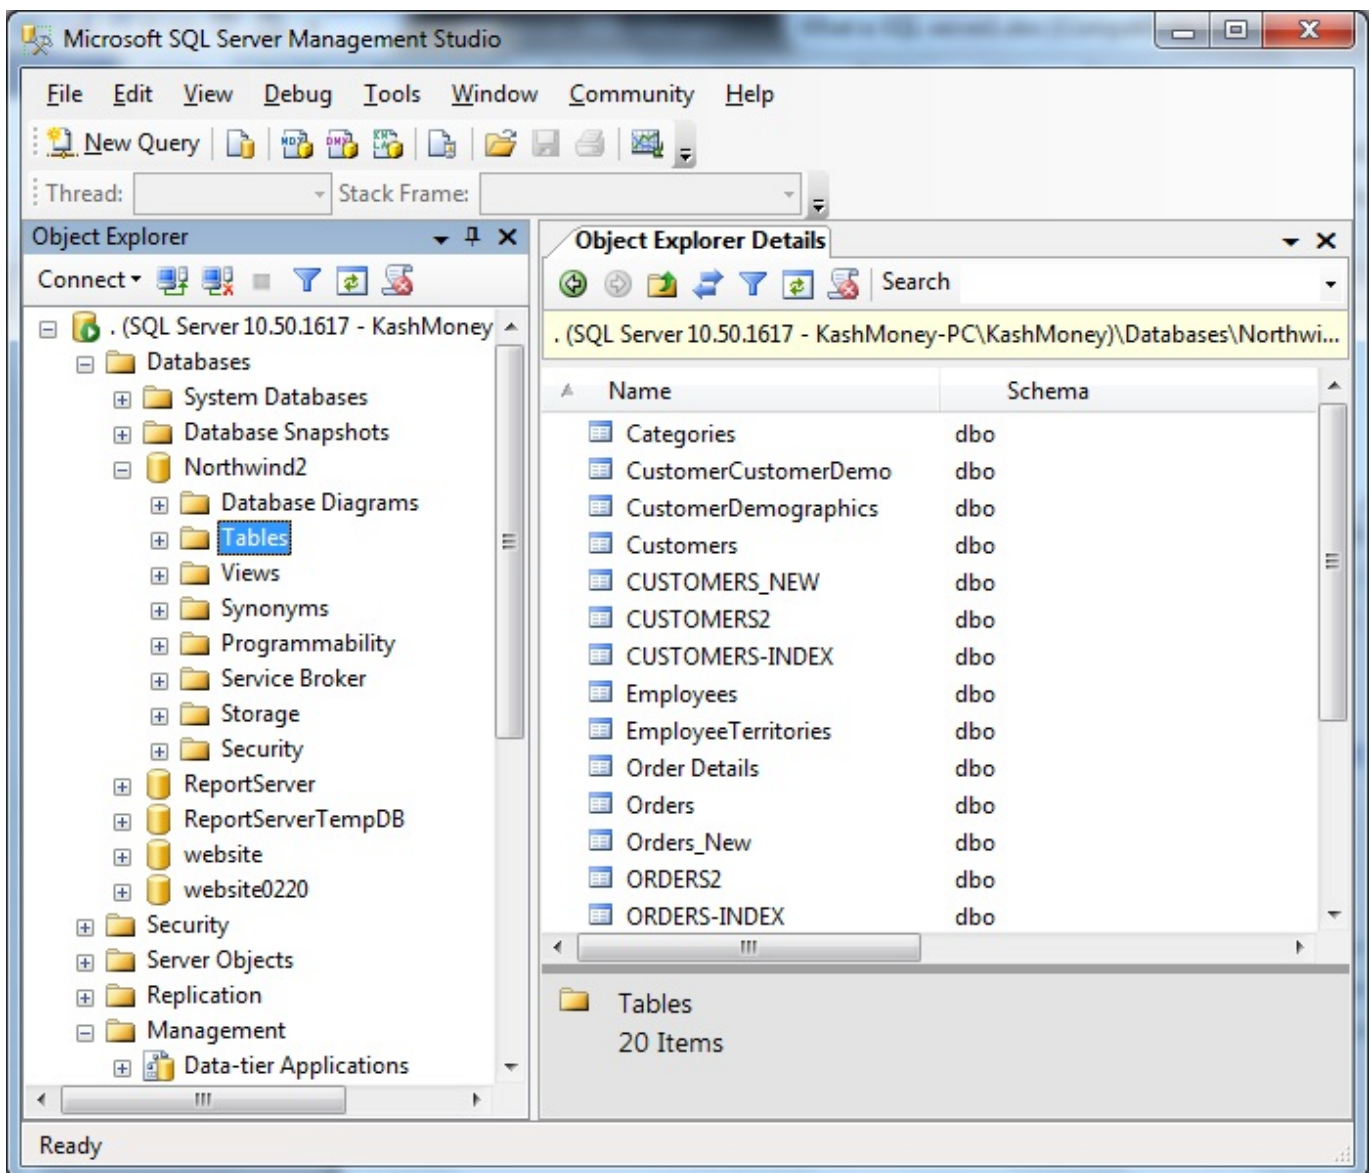 Microsoft SQL Server Management Studio
File Edit View Debug Tools Window Community Help
New Query
Thread: Stack Frame:
Object Explorer
Connect
. (SQL Server 10.50.1617 - KashMoney
Databases
System Databases
Database Snapshots
Northwind2
Database Diagrams
Tables
Views
Synonyms
Programmability
Service Broker
Storage
Security
ReportServer
ReportServerTempDB
website
website0220
Security
Server Objects
Replication
Management
Data-tier Applications
Object Explorer Details
Search
. (SQL Server 10.50.1617 - KashMoney-PC\KashMoney)\Databases\Northwi...
Name Schema
Categories dbo
CustomerCustomerDemo dbo
CustomerDemographics dbo
Customers dbo
CUSTOMERS_NEW dbo
CUSTOMERS2 dbo
CUSTOMERS-INDEX dbo
Employees dbo
EmployeeTerritories dbo
Order Details dbo
Orders dbo
Orders_New dbo
ORDERS2 dbo
ORDERS-INDEX dbo
Tables
20 Items
Ready